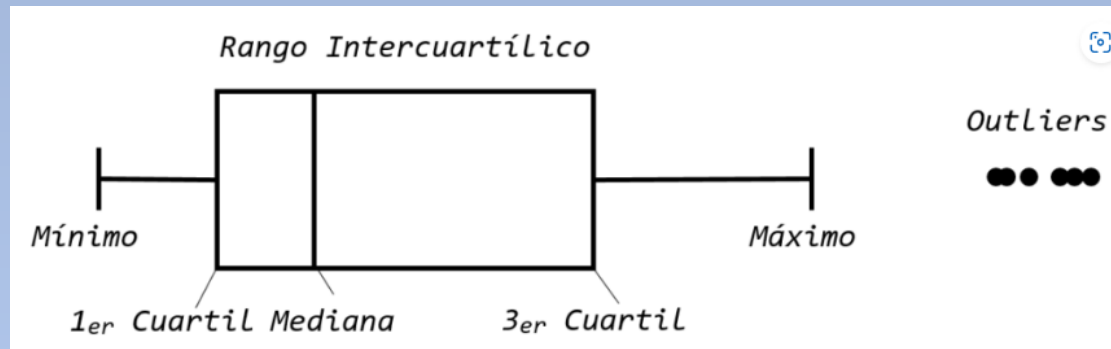 Rango Intercuartílico
Outliers
Mínimo
Máximo
1er Cuartil Mediana
3er Cuartil